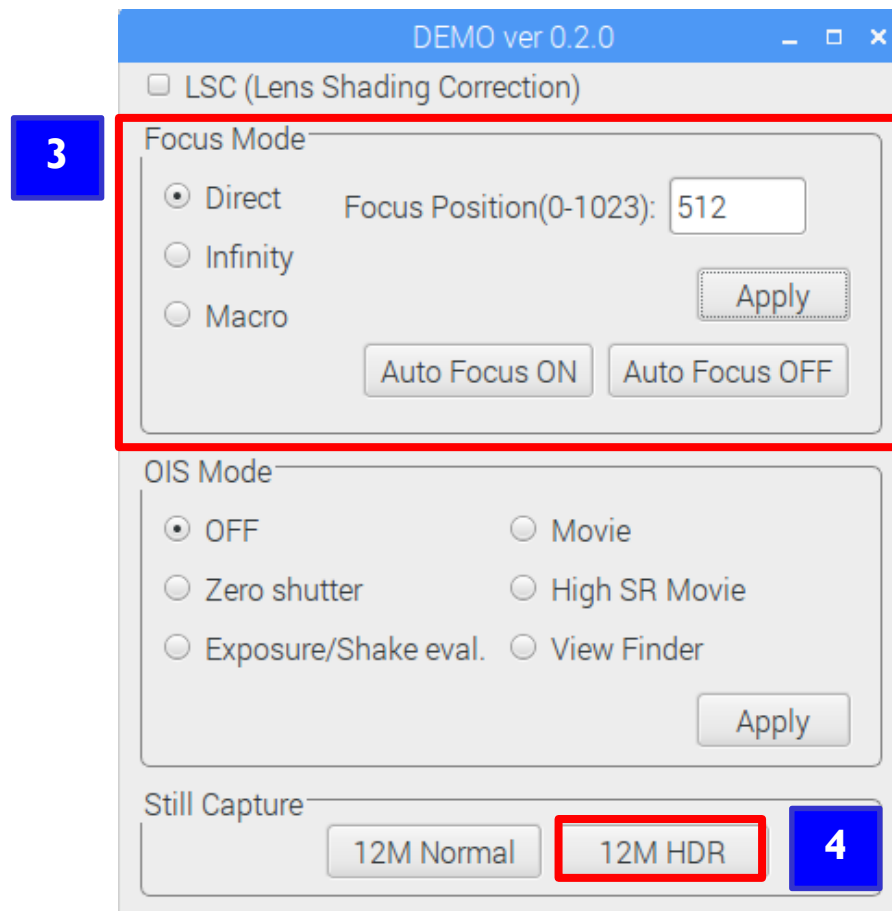 DEMO ver 0.2.0
LSC (Lens Shading Correction)
3
Focus Mode
Direct
Focus Position(0-1023): 512
Infinity
Apply
Macro
Auto Focus ON Auto Focus OFF
OIS Mode
OFF Movie
Zero shutter High SR Movie
Exposure/Shake eval. View Finder
Apply
Still Capture
12M Normal 12M HDR 4